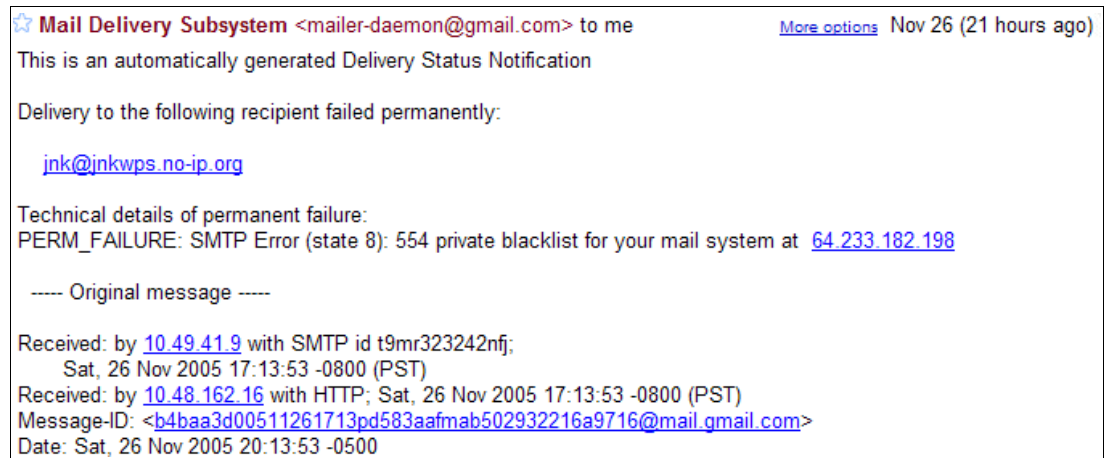 Mail Delivery Subsystem <mailer-daemon@gmail.com> to me More options Nov 26 (21 hours ago)
This is an automatically generated Delivery Status Notification
Delivery to the following recipient failed permanently:
jnk@jnkwps.no-ip.org
Technical details of permanent failure:
PERM_FAILURE: SMTP Error (state 8): 554 private blacklist for your mail system at 64.233.182.198
----- Original message -----
Received: by 10.49.41.9 with SMTP id t9mr323242nfj;
Sat, 26 Nov 2005 17:13:53 -0800 (PST)
Received: by 10.48.162.16 with HTTP; Sat, 26 Nov 2005 17:13:53 -0800 (PST)
Message-ID: <b4baa3d00511261713pd583aafmab502932216a9716@mail.gmail.com>
Date: Sat, 26 Nov 2005 20:13:53 -0500